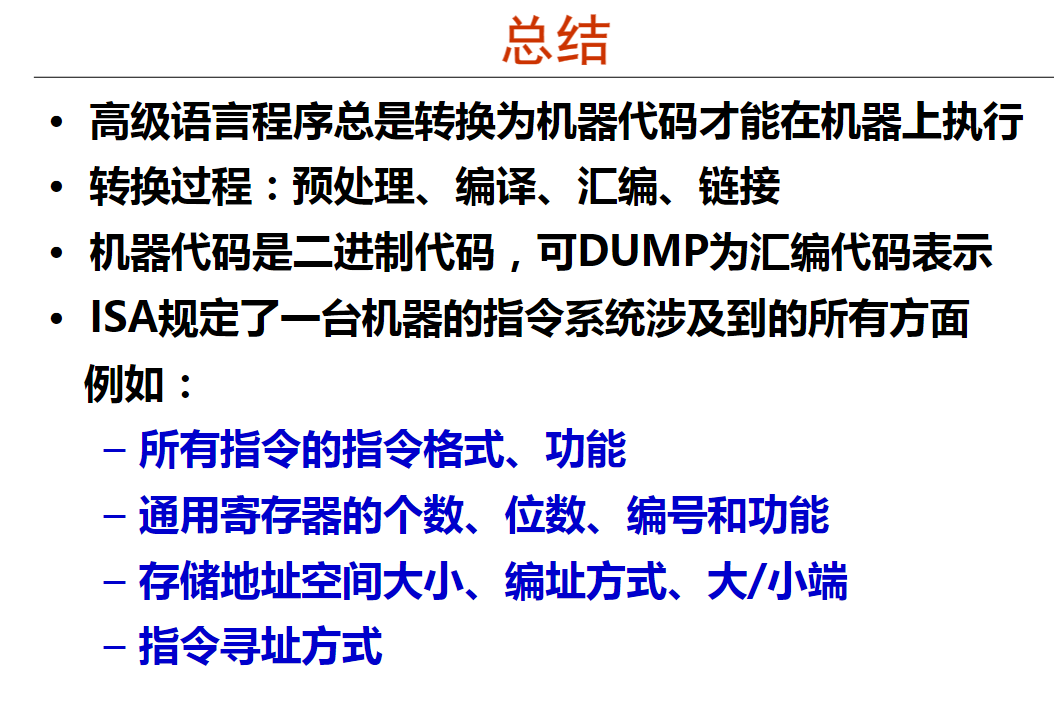 总结
• 高级语言程序总是转换为机器代码才能在机器上执行
• 转换过程：预处理、编译、汇编、链接
• 机器代码是二进制代码，可DUMP为汇编代码表示
• ISA规定了一台机器的指令系统涉及到的所有方面
例如：
– 所有指令的指令格式、功能
– 通用寄存器的个数、位数、编号和功能
– 存储地址空间大小、编址方式、大/小端
– 指令寻址方式